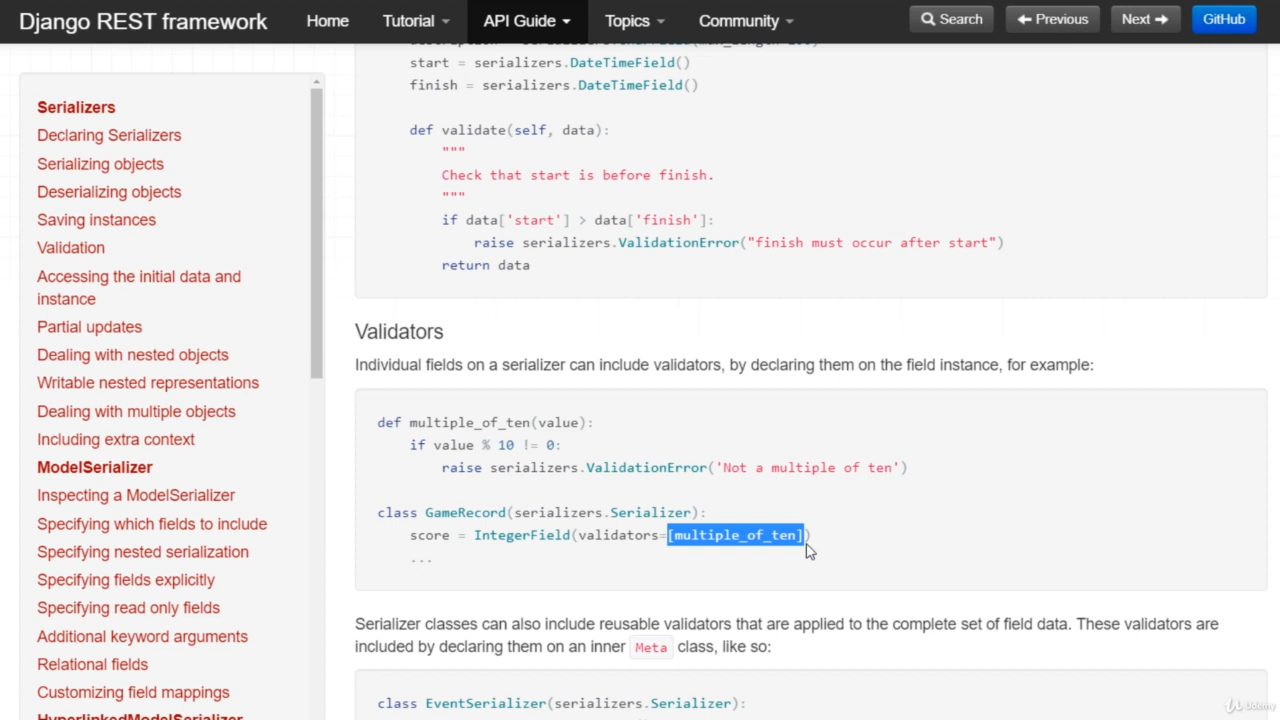 Django REST framework Home Tutorial API Guide Topics Community Search Previous Next GitHub
Serializers
Declaring Serializers
Serializing objects
Deserializing objects
Saving instances
Validation
Accessing the initial data and
instance
Partial updates
Dealing with nested objects
Writable nested representations
Dealing with multiple objects
Including extra context
ModelSerializer
Inspecting a ModelSerializer
Specifying which fields to include
Specifying nested serialization
Specifying fields explicitly
Specifying read only fields
Additional keyword arguments
Relational fields
Customizing field mappings
HyperlinkedModelSerializer
start = serializers.DateTimeField()
finish = serializers.DateTimeField()
def validate(self, data):
"""
Check that start is before finish.
"""
if data['start'] > data['finish']:
raise serializers.ValidationError("finish must occur after start")
return data
Validators
Individual fields on a serializer can include validators, by declaring them on the field instance, for example:
def multiple_of_ten(value):
if value % 10 != 0:
raise serializers.ValidationError('Not a multiple of ten')
class GameRecord(serializers.Serializer):
score = IntegerField(validators=[multiple_of_ten])
...
Serializer classes can also include reusable validators that are applied to the complete set of field data. These validators are
included by declaring them on an inner Meta class, like so:
class EventSerializer(serializers.Serializer):
Udemy